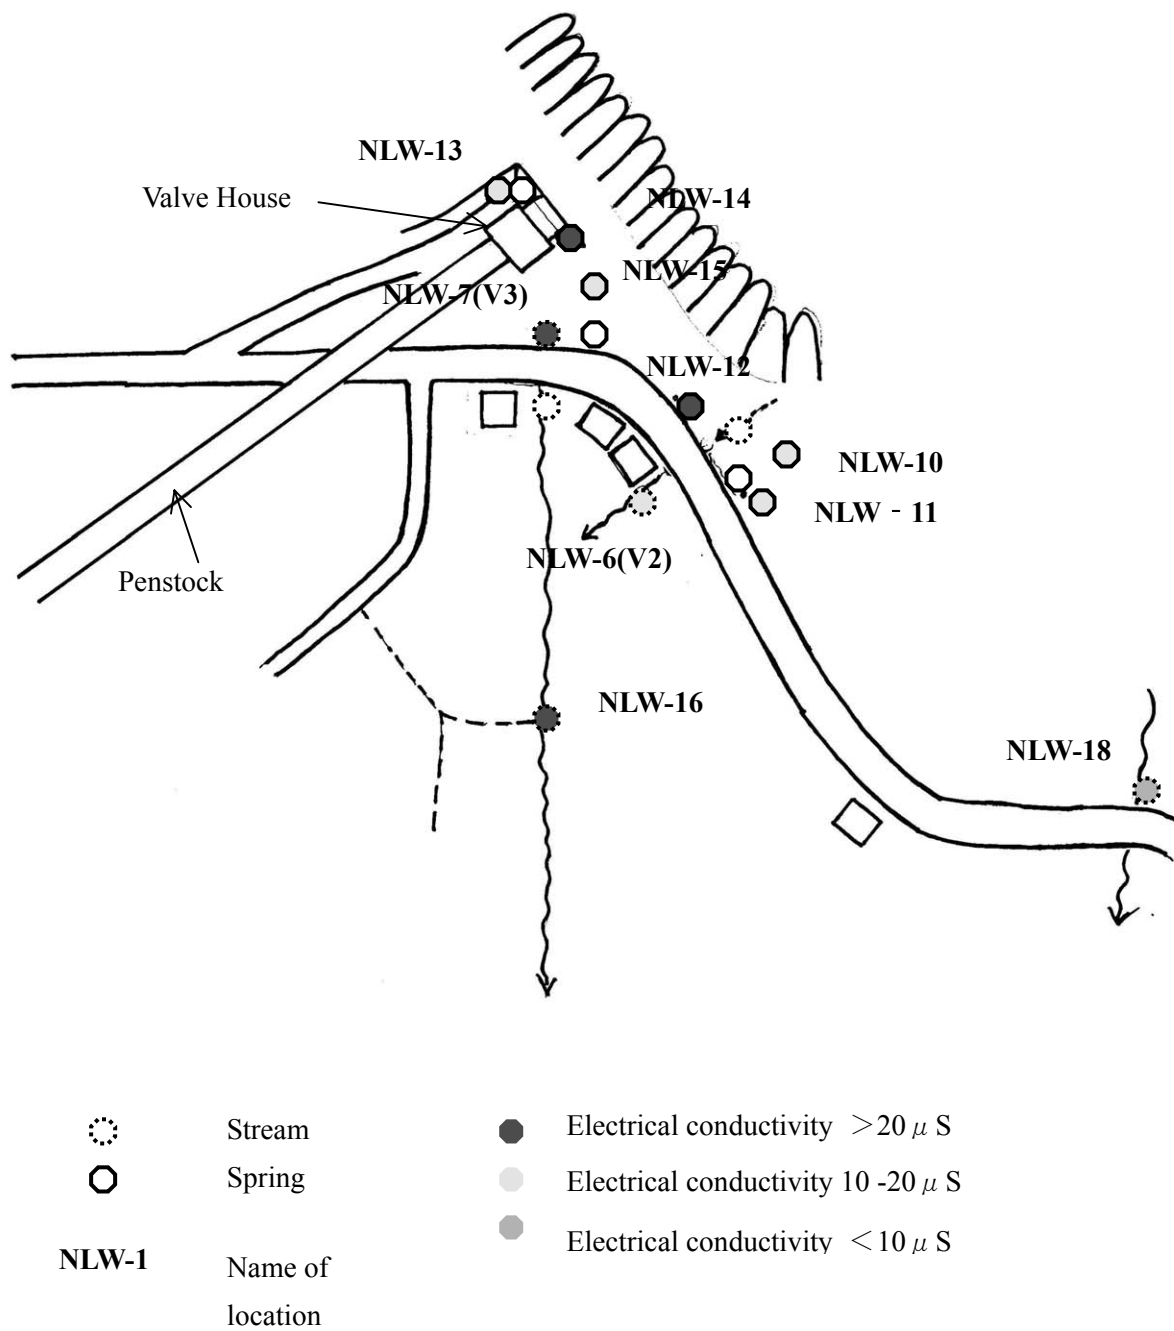 NLW-13
Valve House
NLW-14
NLW-15
NLW-7(V3)
NLW-12
NLW-10
NLW - 11
NLW-6(V2)
Penstock
NLW-16
NLW-18
Stream
Electrical conductivity >20 μ S
Spring
Electrical conductivity 10 -20 μ S
Electrical conductivity <10 μ S
NLW-1
Name of
location